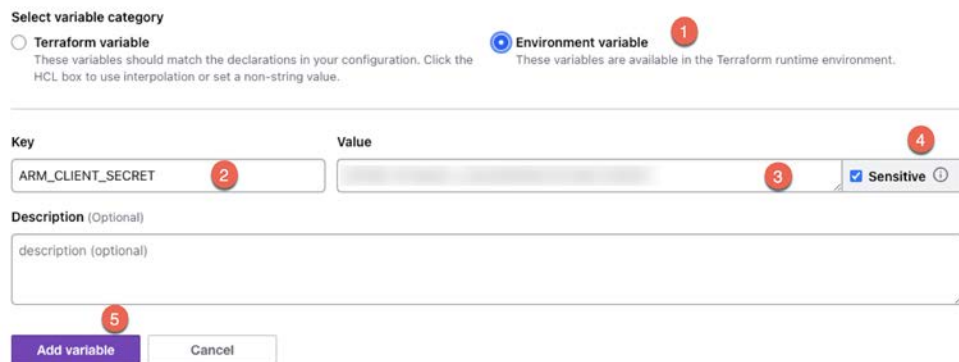 Select variable category
Terraform variable
These variables should match the declarations in your configuration. Click the
HCL box to use interpolation or set a non-string value.
Environment variable 1
These variables are available in the Terraform runtime environment.
Key
Value
4
ARM_CLIENT_SECRET 2
3
Sensitive
Description (Optional)
description (optional)
5
Add variable
Cancel